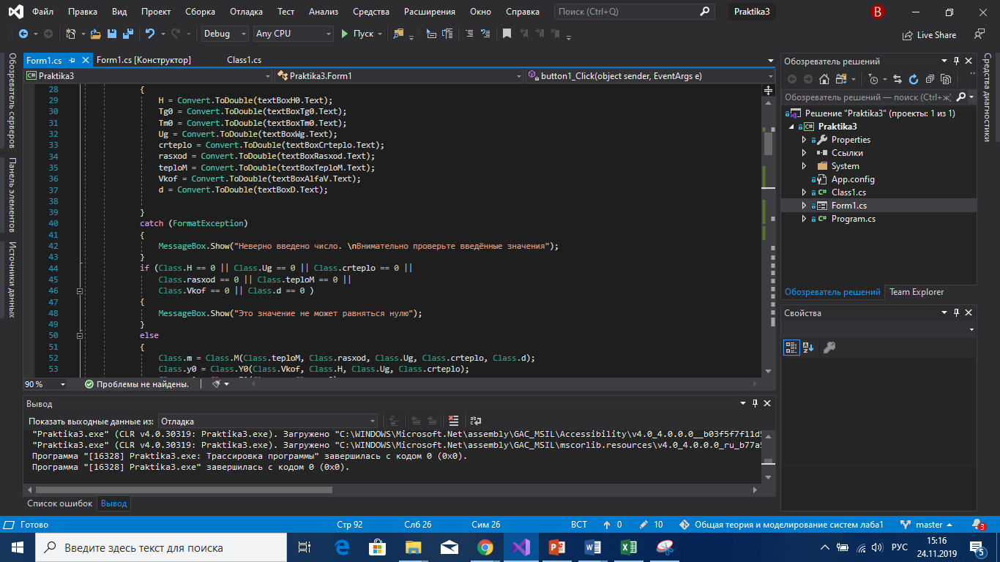 Файл Правка Вид Проект Сборка Отладка Тест Анализ Средства Расширения Окно Справка Поиск (Ctrl+Q) Praktika3 B
Debug Any CPU Пуск Live Share
Обозреватель серверов
Панель элементов
Источники данных
Form1.cs Form1.cs [Конструктор] Class1.cs
Praktika3 Praktika3.Form1 button1_Click(object sender, EventArgs e)
28 {
29 H = Convert.ToDouble(textBoxH0.Text);
30 Tg0 = Convert.ToDouble(textBoxTg0.Text);
31 Tm0 = Convert.ToDouble(textBoxTm0.Text);
32 Ug = Convert.ToDouble(textBoxWg.Text);
33 crteplo = Convert.ToDouble(textBoxCrteplo.Text);
34 rasxod = Convert.ToDouble(textBoxRasxod.Text);
35 teploM = Convert.ToDouble(textBoxTeploM.Text);
36 Vkof = Convert.ToDouble(textBoxAlfaV.Text);
37 d = Convert.ToDouble(textBoxD.Text);
38
39 }
40 catch (FormatException)
41 {
42 MessageBox.Show("Неверно введено число. \nВнимательно проверьте введённые значения");
43 }
44 if (Class.H == 0 || Class.Ug == 0 || Class.crteplo == 0 ||
45 Class.rasxod == 0 || Class.teploM == 0 ||
46 Class.Vkof == 0 || Class.d == 0 )
47 {
48 MessageBox.Show("Это значение не может равняться нулю");
49 }
50 else
51 {
52 Class.m = Class.M(Class.teploM, Class.rasxod, Class.Ug, Class.crteplo, Class.d);
53 Class.y0 = Class.Y0(Class.Vkof, Class.H, Class.Ug, Class.crteplo);
90 % Проблемы не найдены.
Вывод
Показать выходные данные из: Отладка
"Praktika3.exe" (CLR v4.0.30319: Praktika3.exe). Загружено "C:\WINDOWS\Microsoft.Net\assembly\GAC_MSIL\Accessibility\v4.0_4.0.0.0__b03f5f7f11d5
"Praktika3.exe" (CLR v4.0.30319: Praktika3.exe). Загружено "C:\WINDOWS\Microsoft.Net\assembly\GAC_MSIL\mscorlib.resources\v4.0_4.0.0.0_ru_b77a5
Программа "[16328] Praktika3.exe: Трассировка программы" завершилась с кодом 0 (0x0).
Программа "[16328] Praktika3.exe" завершилась с кодом 0 (0x0).
Список ошибок Вывод
Обозреватель решений
Обозреватель решений — поиск (Ctrl+ж)
Решение "Praktika3" (проекты: 1 из 1)
Praktika3
Properties
Ссылки
System
App.config
Class1.cs
Form1.cs
Program.cs
Обозреватель решений Team Explorer
Свойства
Средства диагностики
Готово Стр 92 Слб 26 Сим 26 ВСТ 0 10 Общая теория и моделирование систем лаба1 master 3
Введите здесь текст для поиска РУС 15:16
24.11.2019 5